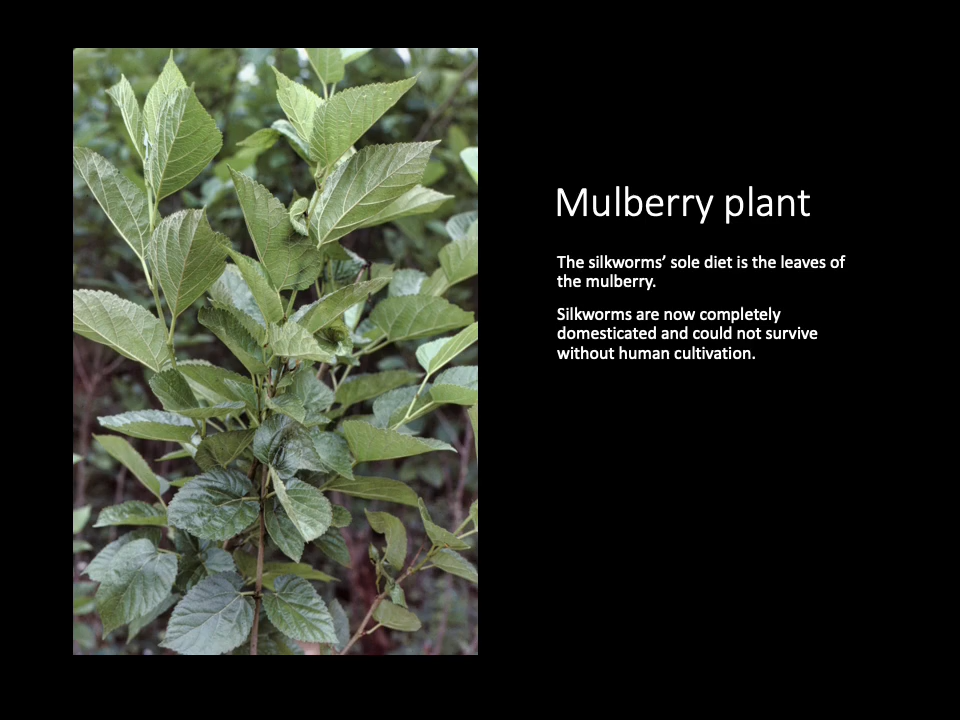 Mulberry plant
The silkworms’ sole diet is the leaves of
the mulberry.
Silkworms are now completely
domesticated and could not survive
without human cultivation.